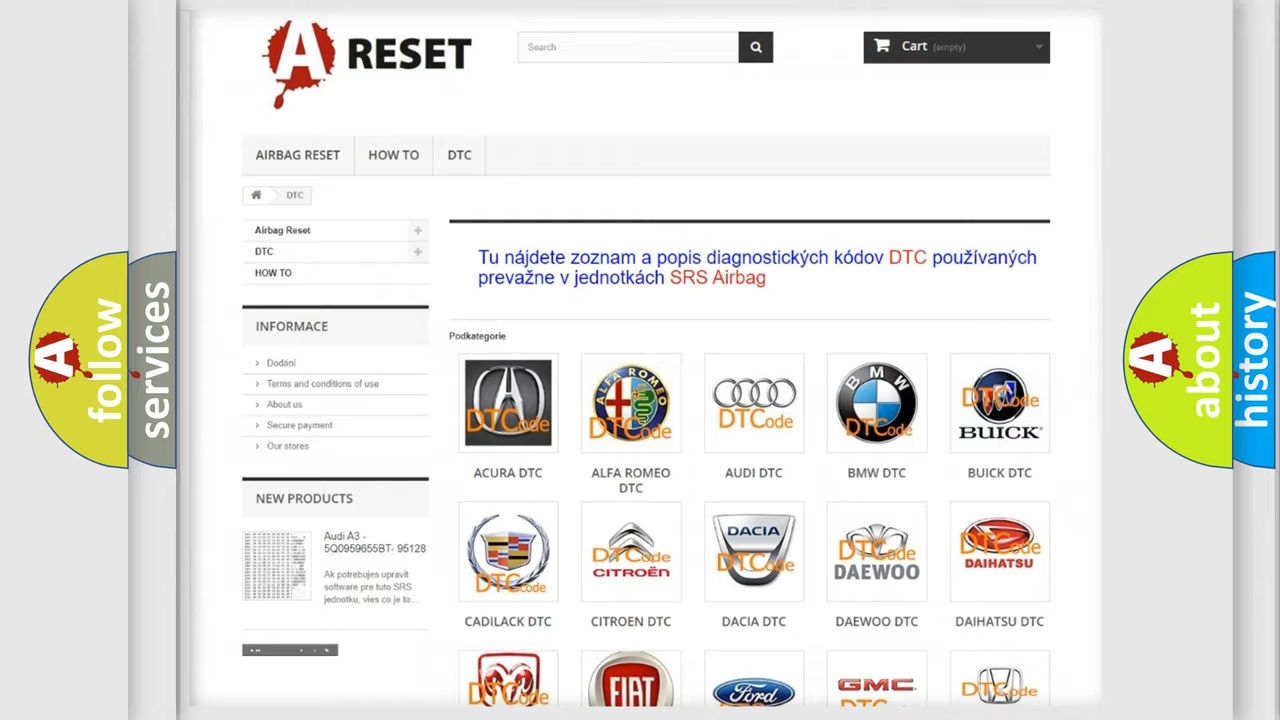 A RESET
Search
Cart (empty)
AIRBAG RESET
HOW TO
DTC
DTC
Airbag Reset
DTC
HOW TO
INFORMACE
Dodání
Terms and conditions of use
About us
Secure payment
Our stores
NEW PRODUCTS
Audi A3 -
5Q0959655BT- 95128
Ak potrebujes upravit
software pre tuto SRS
jednotku, vies co je to...
Tu nájdete zoznam a popis diagnostických kódov DTC používaných
prevažne v jednotkách SRS Airbag
Podkategorie
DTCode
ALFA ROMEO
DTCode
DTCode
BMW
DTCode
DTCode
BUICK
ACURA DTC
ALFA ROMEO
DTC
AUDI DTC
BMW DTC
BUICK DTC
DTCode
DTCode
CITROËN
DACIA
DTCode
DTCode
DAEWOO
DTCode
DAIHATSU
CADILACK DTC
CITROEN DTC
DACIA DTC
DAEWOO DTC
DAIHATSU DTC
DTCode
FIAT
Ford
GMC
DTCode
A follow
services
A about
history